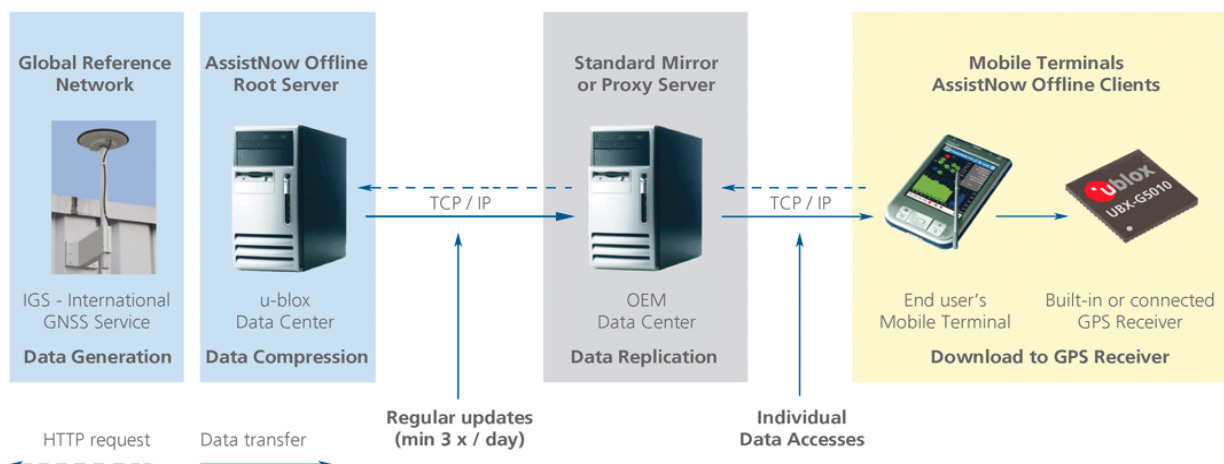 Global Reference
Network
IGS - International
GNSS Service
Data Generation
AssistNow Offline
Root Server
u-blox
Data Center
Data Compression
TCP / IP
Regular updates
(min 3 x / day)
Standard Mirror
or Proxy Server
OEM
Data Center
Data Replication
TCP / IP
Individual
Data Accesses
Mobile Terminals
AssistNow Offline Clients
ublox
UBX-G5010
End user's
Mobile Terminal
Built-in or connected
GPS Receiver
Download to GPS Receiver
HTTP request
Data transfer